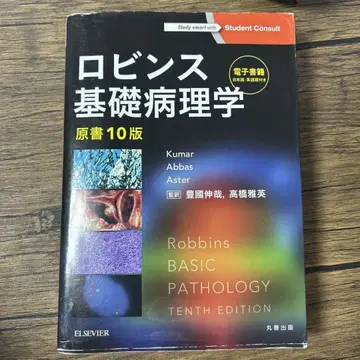 Study smart with
Student Consult
ロビンス
基礎病理学
電子書籍
日本語・英語版付き
原書10版
Kumar
Abbas
Aster
監訳 豊國伸哉, 高橋雅英
Robbins
BASIC
PATHOLOGY
TENTH EDITION
ELSEVIER
丸善出版